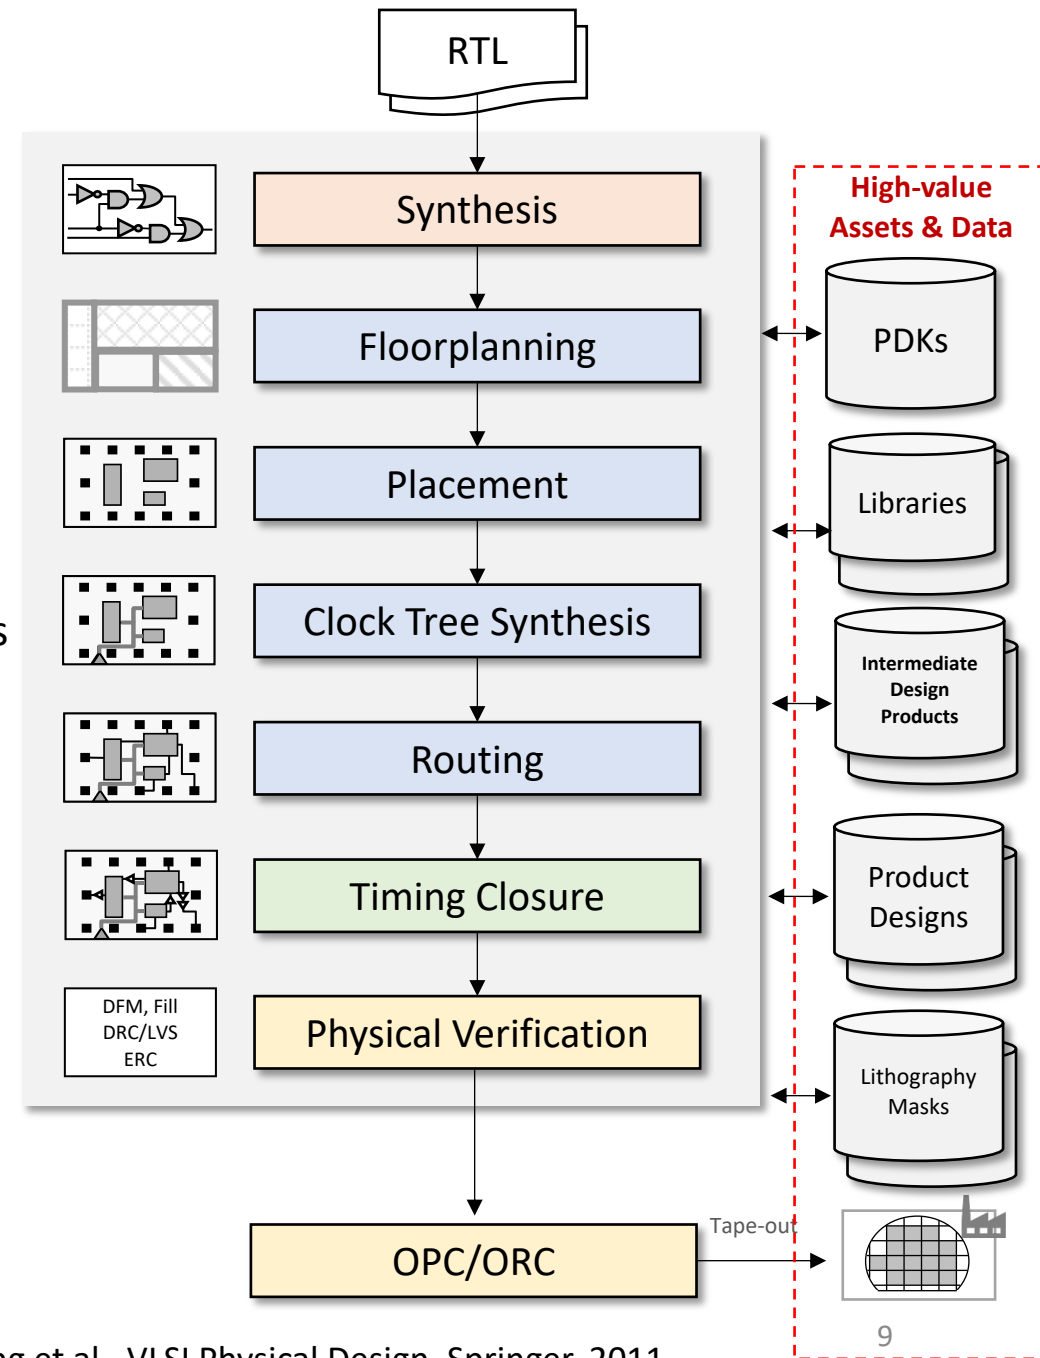 RTL
Synthesis
High-value
Assets & Data
Floorplanning
PDKs
Placement
Libraries
Clock Tree Synthesis
s
Intermediate
Design
Products
Routing
Timing Closure
Product
Designs
DFM, Fill
DRC/LVS
ERC
Physical Verification
Lithography
Masks
Tape-out
OPC/ORC
9
et al., VLSI Physical Design, Springer, 2011